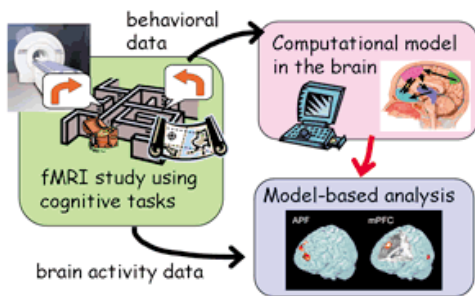 behavioral
data
Computational model
in the brain
fMRI study using
cognitive tasks
Model-based analysis
APF
mPFC
brain activity data